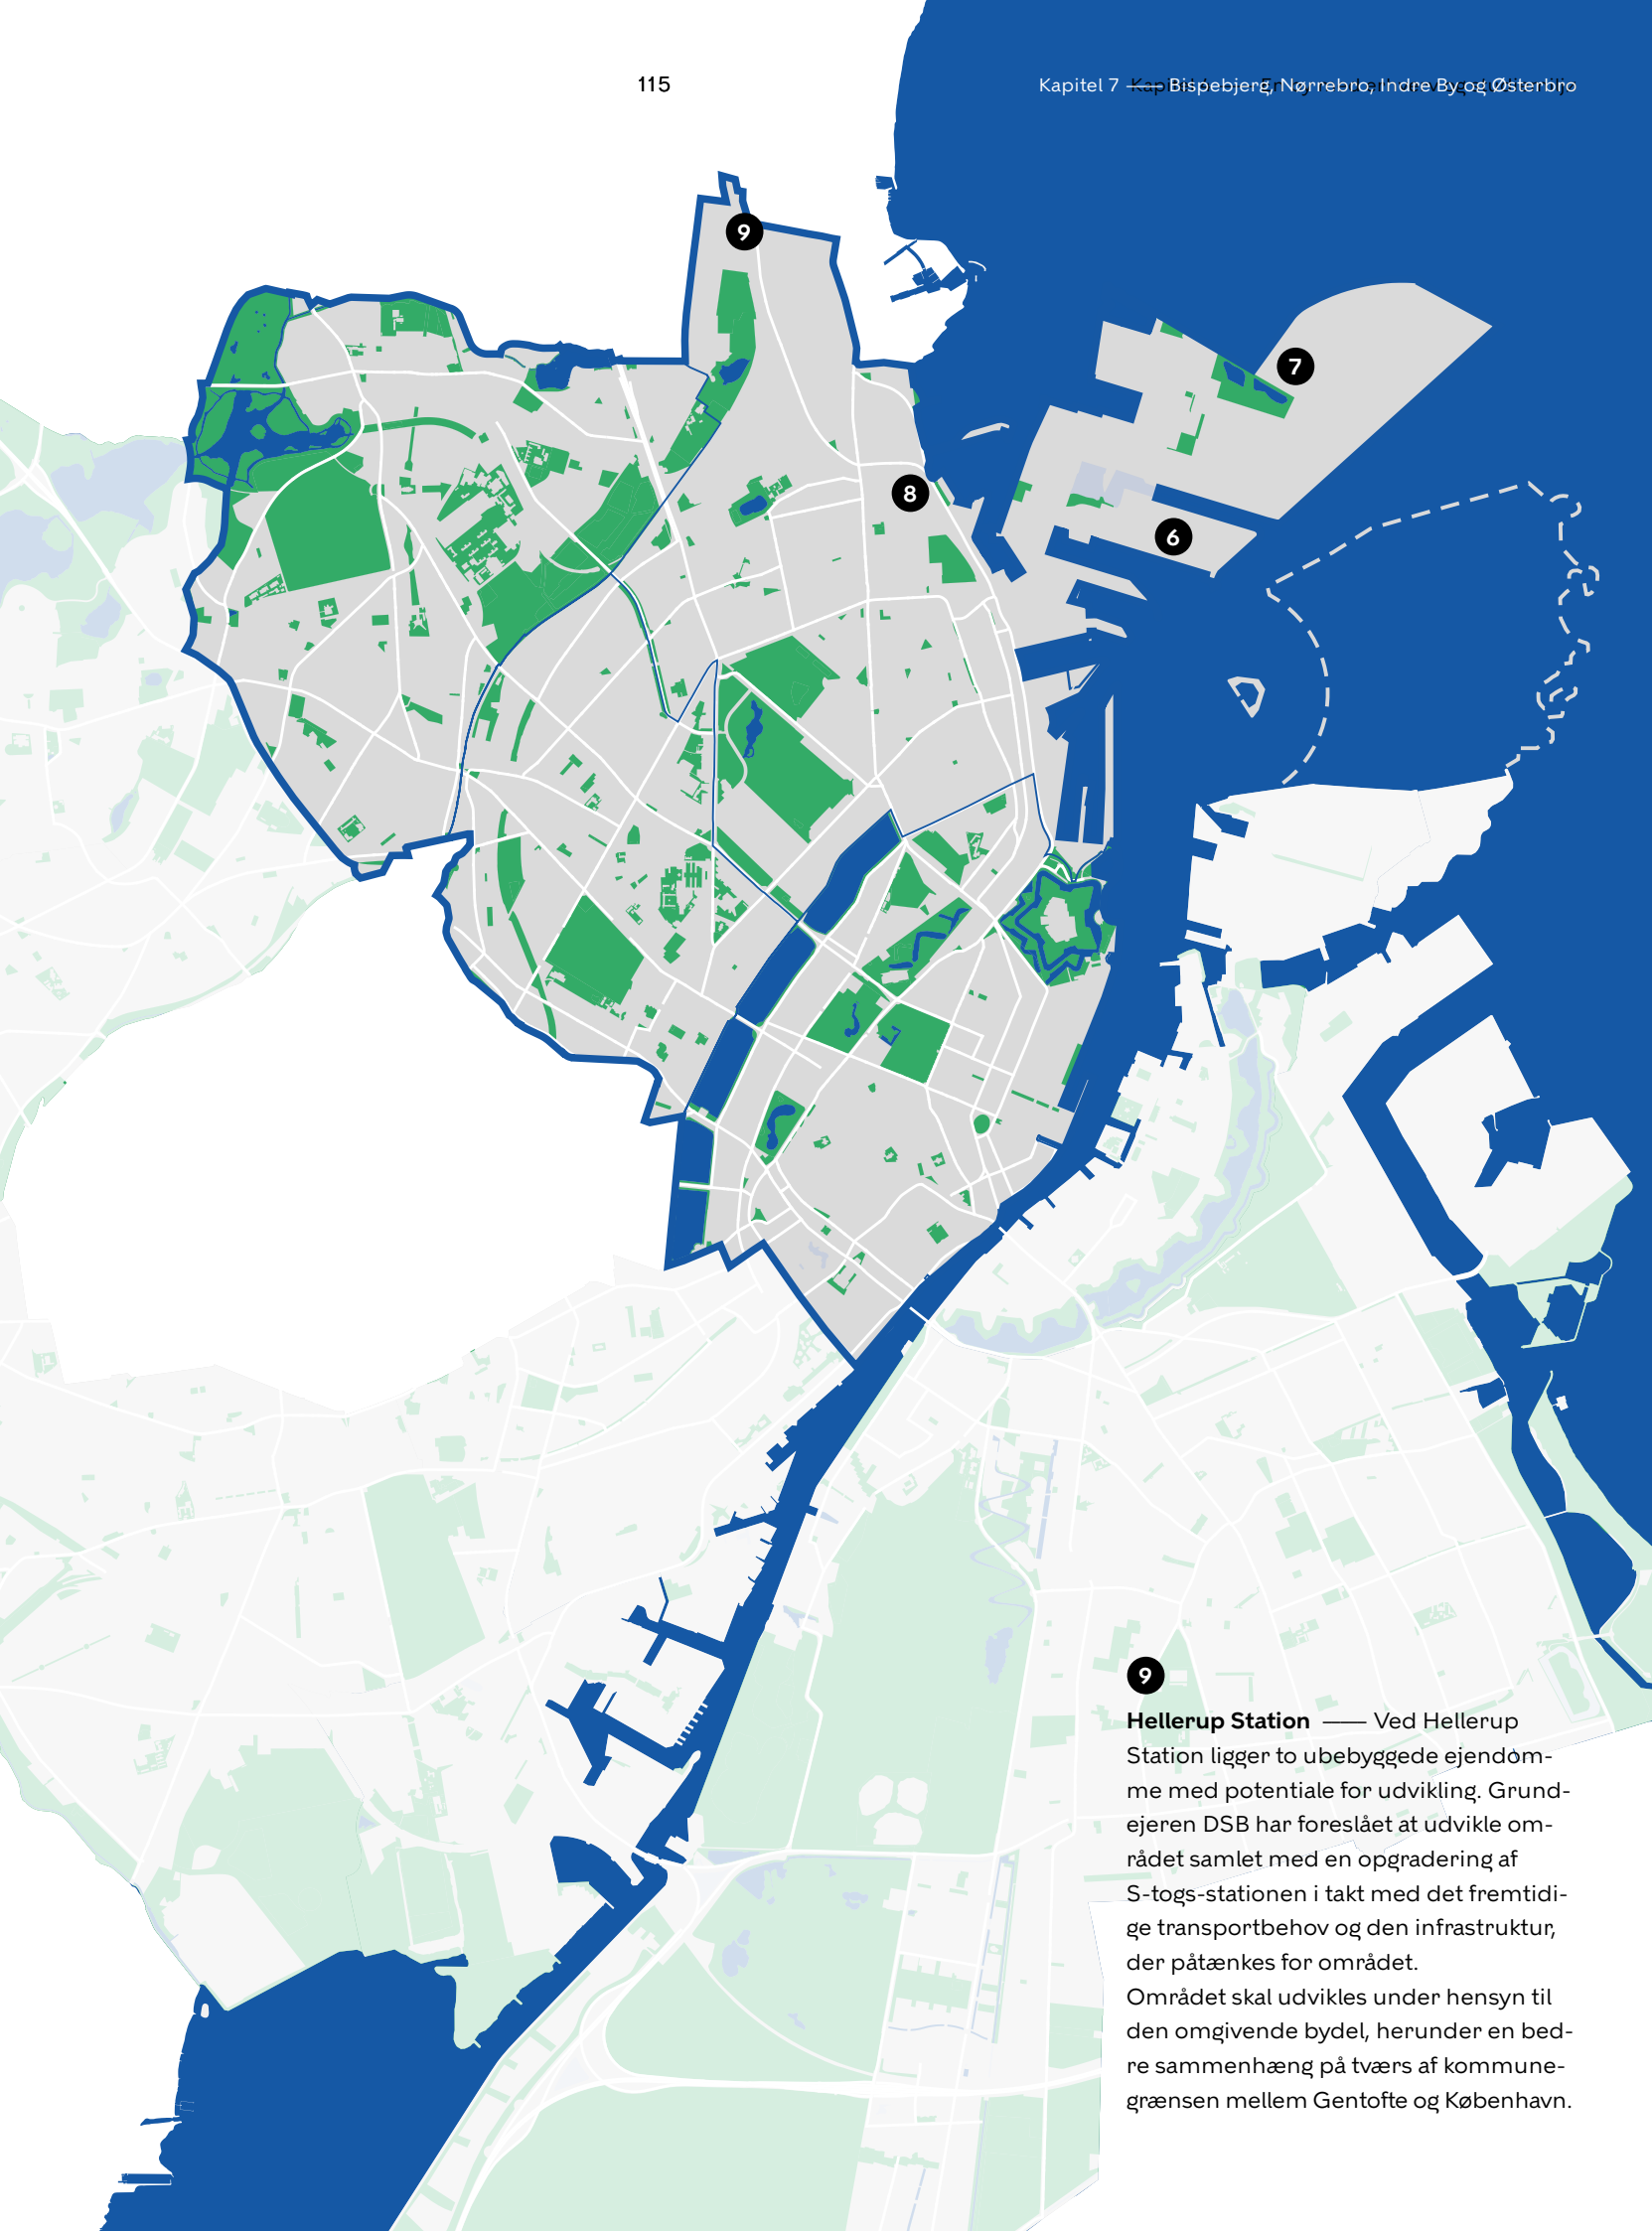 115
Kapitel 7 —— Bispebjerg, Nørrebro, Indre By og Østerbro
9
7
8
6
9
Hellerup Station —— Ved Hellerup
Station ligger to ubebyggede ejendom-
me med potentiale for udvikling. Grund-
ejeren DSB har foreslået at udvikle om-
rådet samlet med en opgradering af
S-togs-stationen i takt med det fremtidi-
ge transportbehov og den infrastruktur,
der påtænkes for området.
Området skal udvikles under hensyn til
den omgivende bydel, herunder en bed-
re sammenhæng på tværs af kommune-
grænsen mellem Gentofte og København.